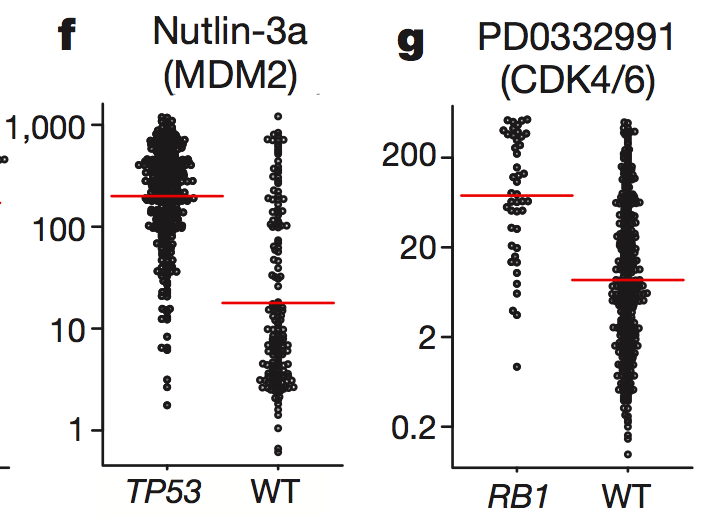 f
Nutlin-3a
(MDM2)
1,000
100
10
1
TP53 WT
g
PD0332991
(CDK4/6)
200
20
2
0.2
RB1 WT